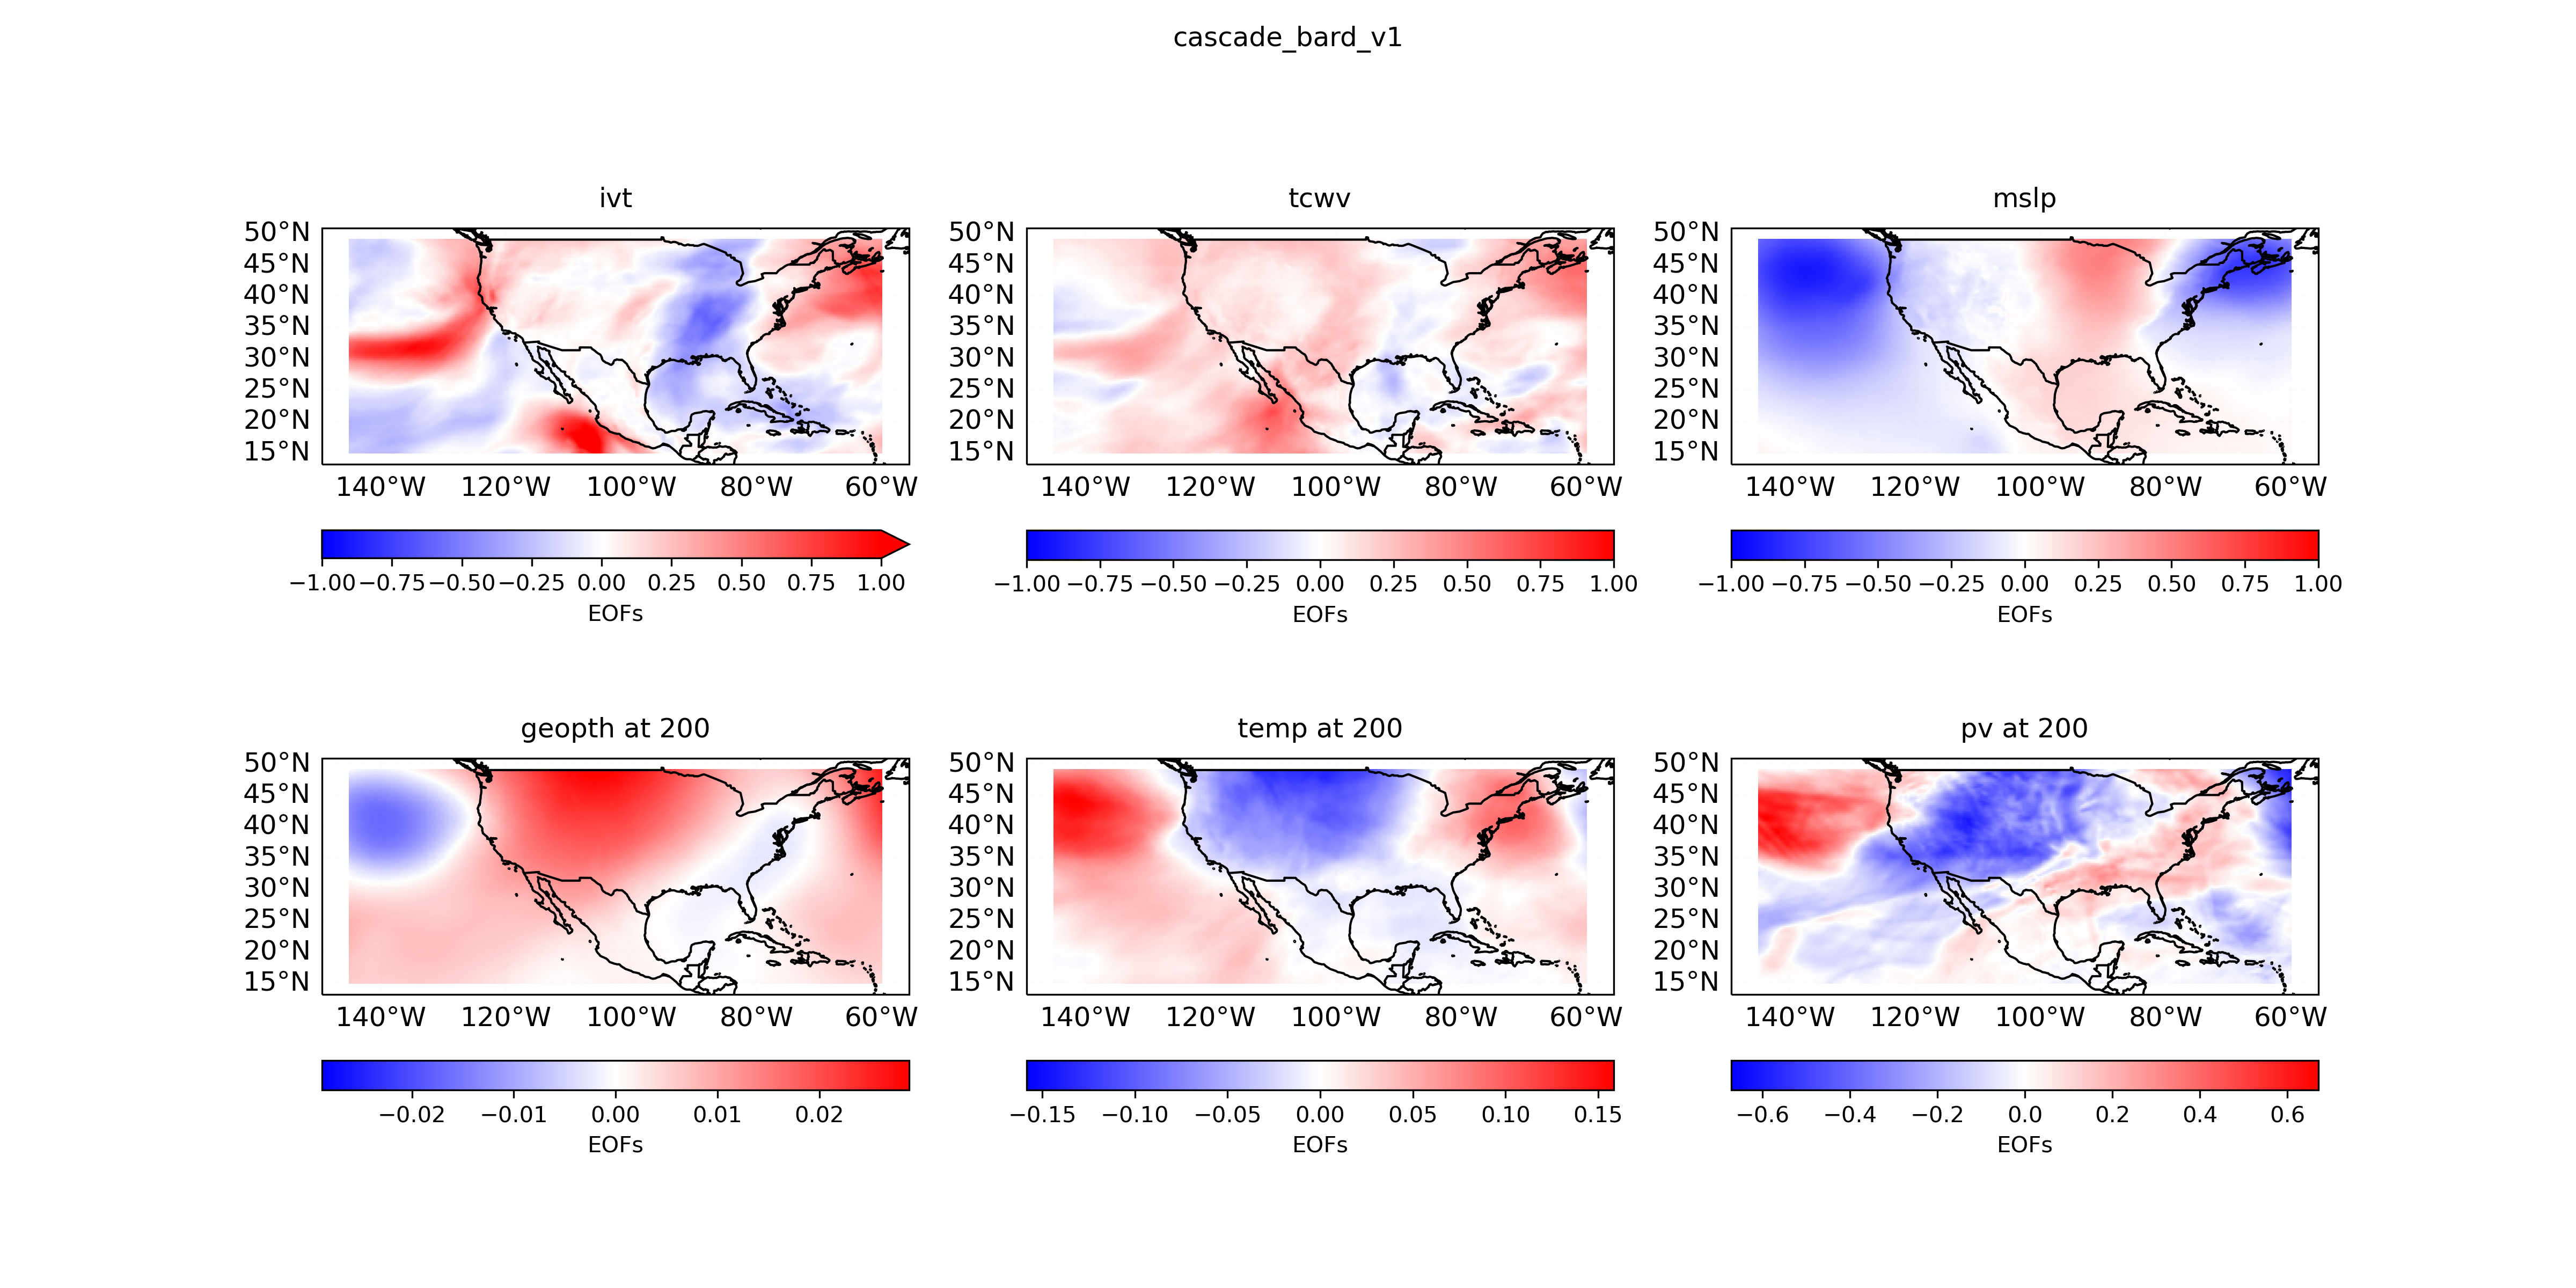 cascade_bard_v1
ivt
tcwv
mslp
50°N
45°N
40°N
35°N
30°N
25°N
20°N
15°N
140°W 120°W 100°W 80°W 60°W
50°N
45°N
40°N
35°N
30°N
25°N
20°N
15°N
140°W 120°W 100°W 80°W 60°W
50°N
45°N
40°N
35°N
30°N
25°N
20°N
15°N
140°W 120°W 100°W 80°W 60°W
−1.00 −0.75 −0.50 −0.25 0.00 0.25 0.50 0.75 1.00
EOFs
−1.00 −0.75 −0.50 −0.25 0.00 0.25 0.50 0.75 1.00
EOFs
−1.00 −0.75 −0.50 −0.25 0.00 0.25 0.50 0.75 1.00
EOFs
geopth at 200
temp at 200
pv at 200
50°N
45°N
40°N
35°N
30°N
25°N
20°N
15°N
140°W 120°W 100°W 80°W 60°W
50°N
45°N
40°N
35°N
30°N
25°N
20°N
15°N
140°W 120°W 100°W 80°W 60°W
50°N
45°N
40°N
35°N
30°N
25°N
20°N
15°N
140°W 120°W 100°W 80°W 60°W
−0.02 −0.01 0.00 0.01 0.02
EOFs
−0.15 −0.10 −0.05 0.00 0.05 0.10 0.15
EOFs
−0.6 −0.4 −0.2 0.0 0.2 0.4 0.6
EOFs